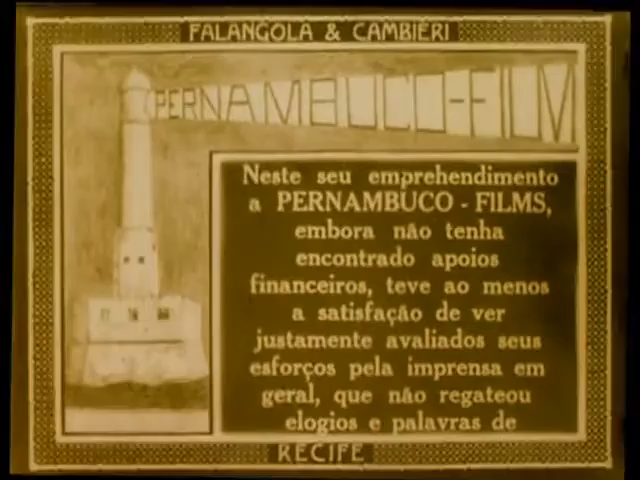 FALANGOLA & CAMBIERI
PERNAMBUCO-FILM
Neste seu emprehendimento
a PERNAMBUCO - FILMS,
embora não tenha
encontrado apoios
financeiros, teve ao menos
a satisfação de ver
justamente avaliados seus
esforços pela imprensa em
geral, que não regateou
elogios e palavras de
RECIFE